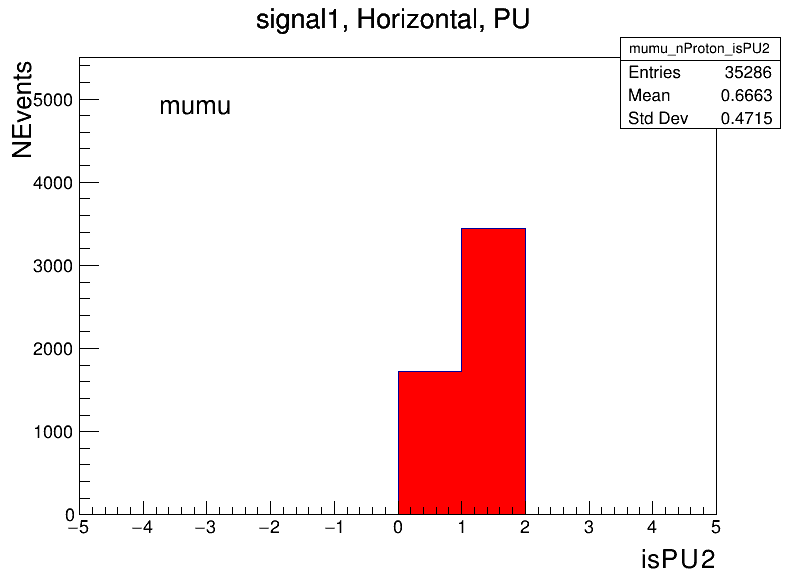 signal1, Horizontal, PU
mumu_nProton_isPU2
Entries 35286
Mean 0.6663
Std Dev 0.4715
NEvents
mumu
5000
4000
3000
2000
1000
0
−5 −4 −3 −2 −1 0 1 2 3 4 5
isPU2